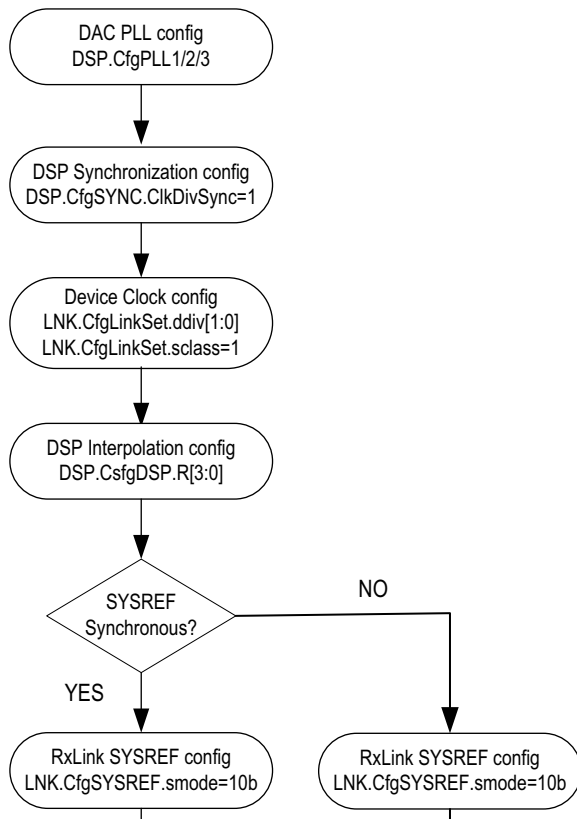 DAC PLL config
DSP.CfgPLL1/2/3
DSP Synchronization config
DSP.CfgSYNC.ClkDivSync=1
Device Clock config
LNK.CfgLinkSet.ddiv[1:0]
LNK.CfgLinkSet.sclass=1
DSP Interpolation config
DSP.CsfgDSP.R[3:0]
SYSREF
Synchronous?
NO
YES
RxLink SYSREF config
LNK.CfgSYSREF.smode=10b
RxLink SYSREF config
LNK.CfgSYSREF.smode=10b